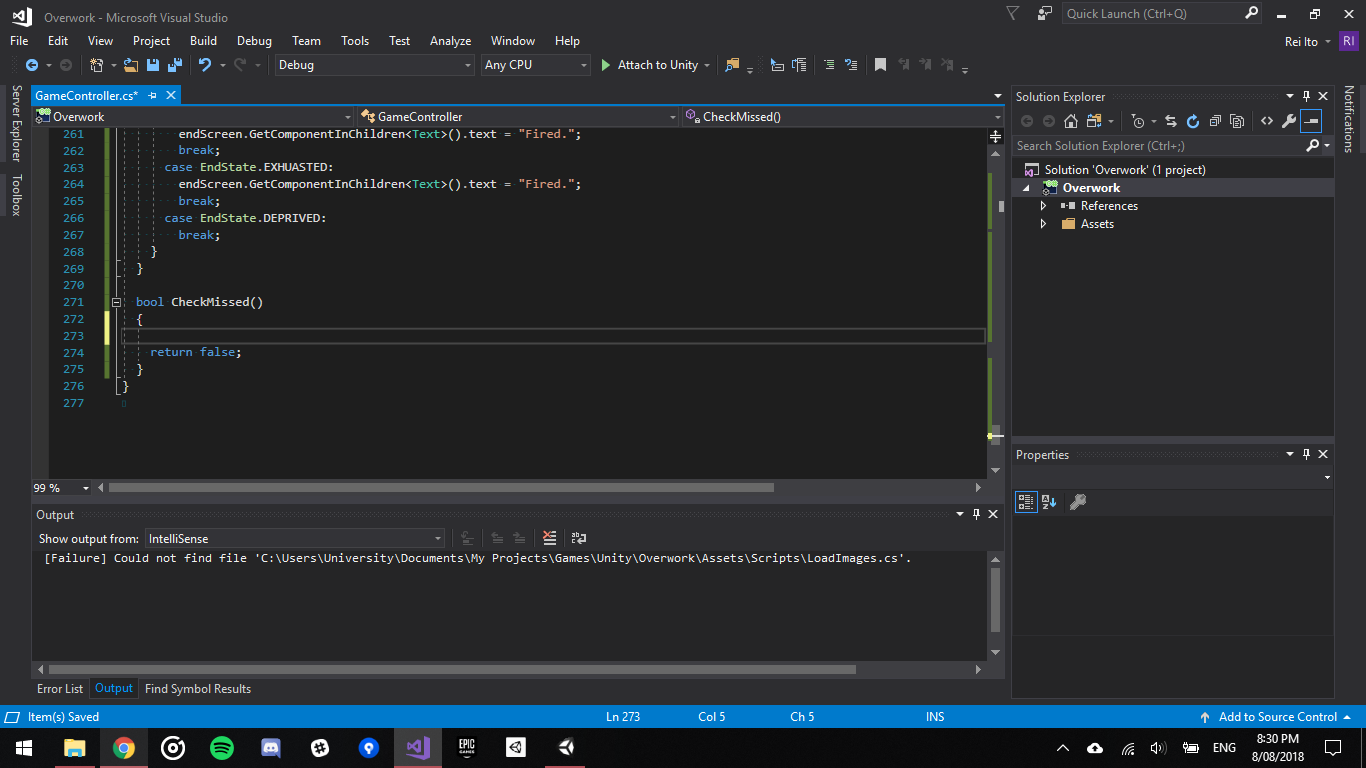 Overwork - Microsoft Visual Studio
Quick Launch (Ctrl+Q)
File Edit View Project Build Debug Team Tools Test Analyze Window Help
Rei Ito RI
Debug Any CPU Attach to Unity
Server Explorer
Toolbox
GameController.cs*
Overwork GameController CheckMissed()
261 endScreen.GetComponentInChildren<Text>().text = "Fired.";
262 break;
263 case EndState.EXHUASTED:
264 endScreen.GetComponentInChildren<Text>().text = "Fired.";
265 break;
266 case EndState.DEPRIVED:
267 break;
268 }
269 }
270
271 bool CheckMissed()
272 {
273
274 return false;
275 }
276 }
277
99 %
Output
Show output from: IntelliSense
[Failure] Could not find file 'C:\Users\University\Documents\My Projects\Games\Unity\Overwork\Assets\Scripts\LoadImages.cs'.
Error List Output Find Symbol Results
Solution Explorer
Search Solution Explorer (Ctrl+;)
Solution 'Overwork' (1 project)
Overwork
References
Assets
Properties
Notifications
Item(s) Saved Ln 273 Col 5 Ch 5 INS Add to Source Control
EPIC GAMES
ENG
8:30 PM
8/08/2018